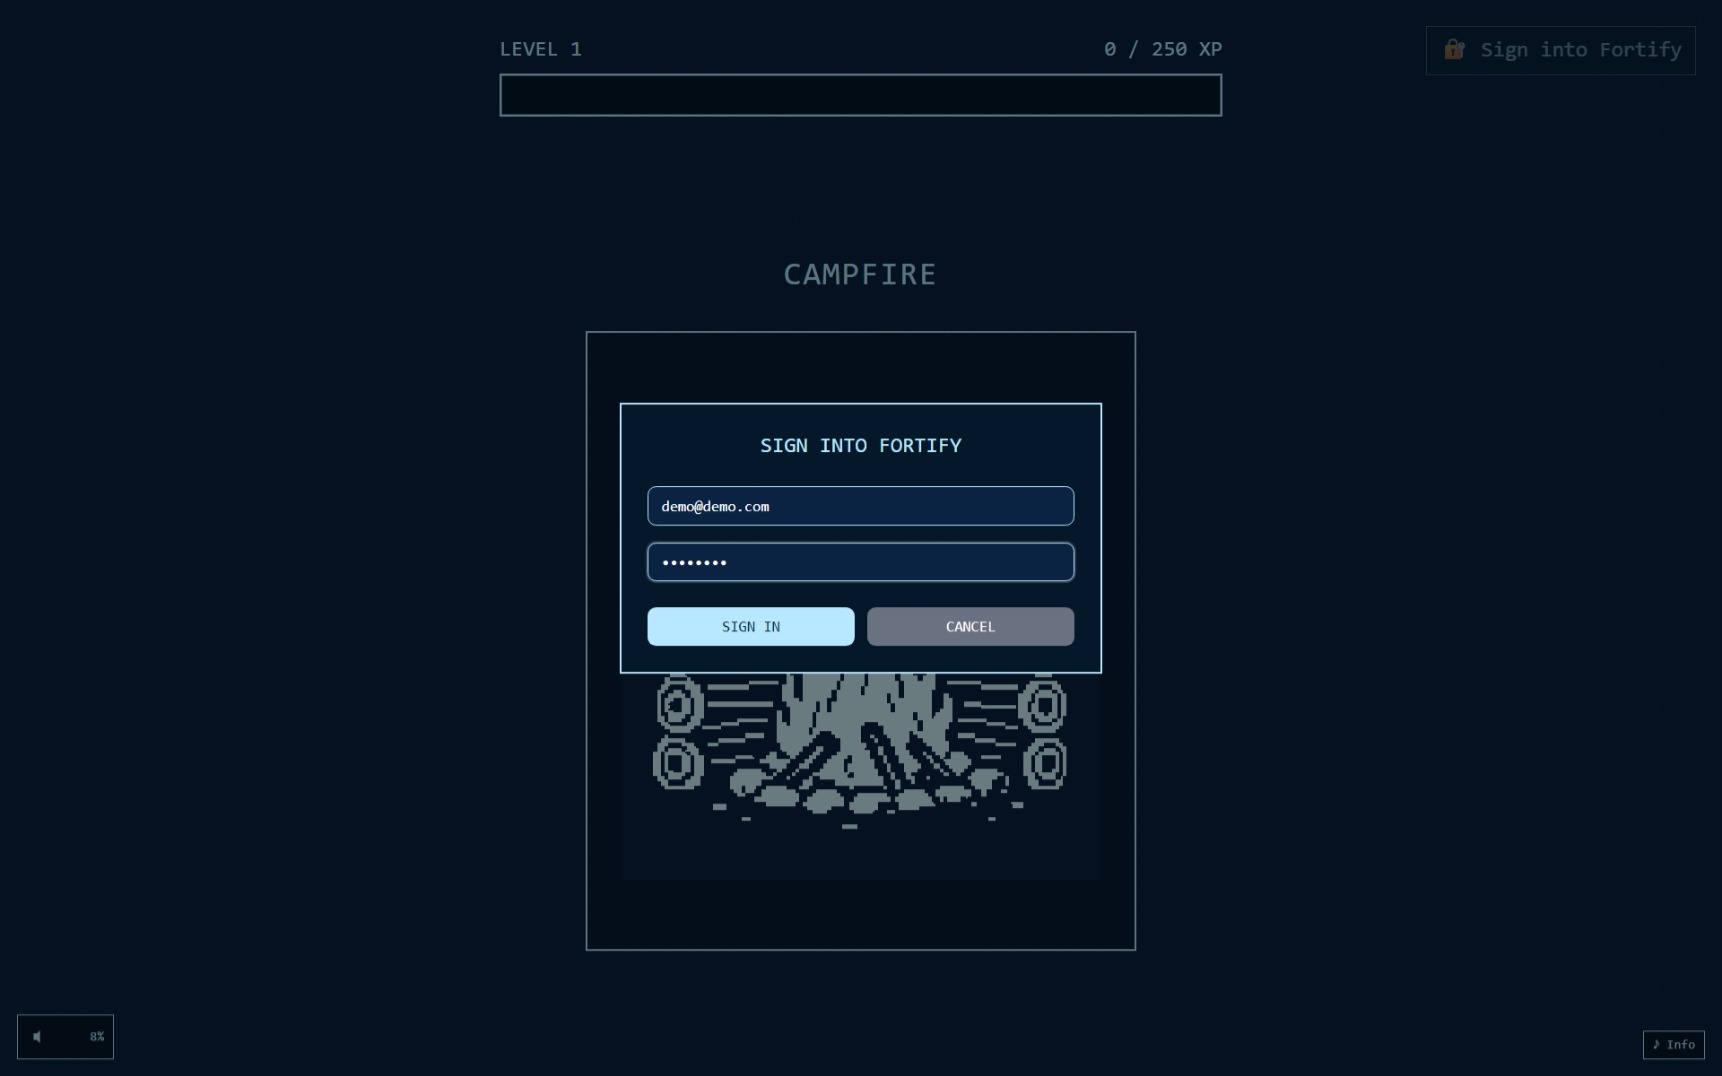 LEVEL 1
0 / 250 XP
Sign into Fortify
CAMPFIRE
SIGN INTO FORTIFY
demo@demo.com
••••••••
SIGN IN
CANCEL
8%
♪ Info